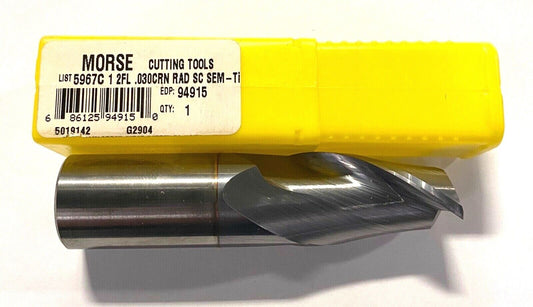 MORSE CUTTING TOOLS
LIST 5967C 1 2FL .030CRN RAD SC SEM-Ti
EDP: 94915
QTY: 1
6 86125 94915 0
5019142 G2904